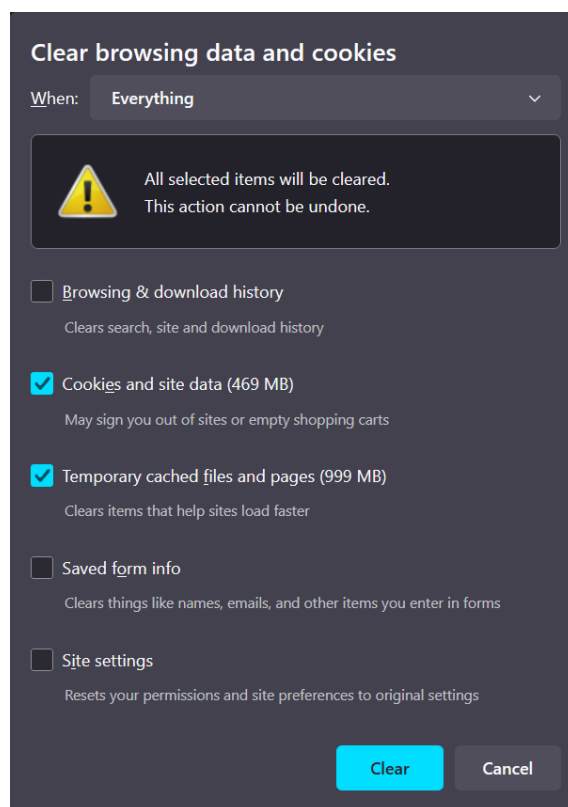 Clear browsing data and cookies
When: Everything
All selected items will be cleared.
This action cannot be undone.
Browsing & download history
Clears search, site and download history
Cookies and site data (469 MB)
May sign you out of sites or empty shopping carts
Temporary cached files and pages (999 MB)
Clears items that help sites load faster
Saved form info
Clears things like names, emails, and other items you enter in forms
Site settings
Resets your permissions and site preferences to original settings
Clear Cancel